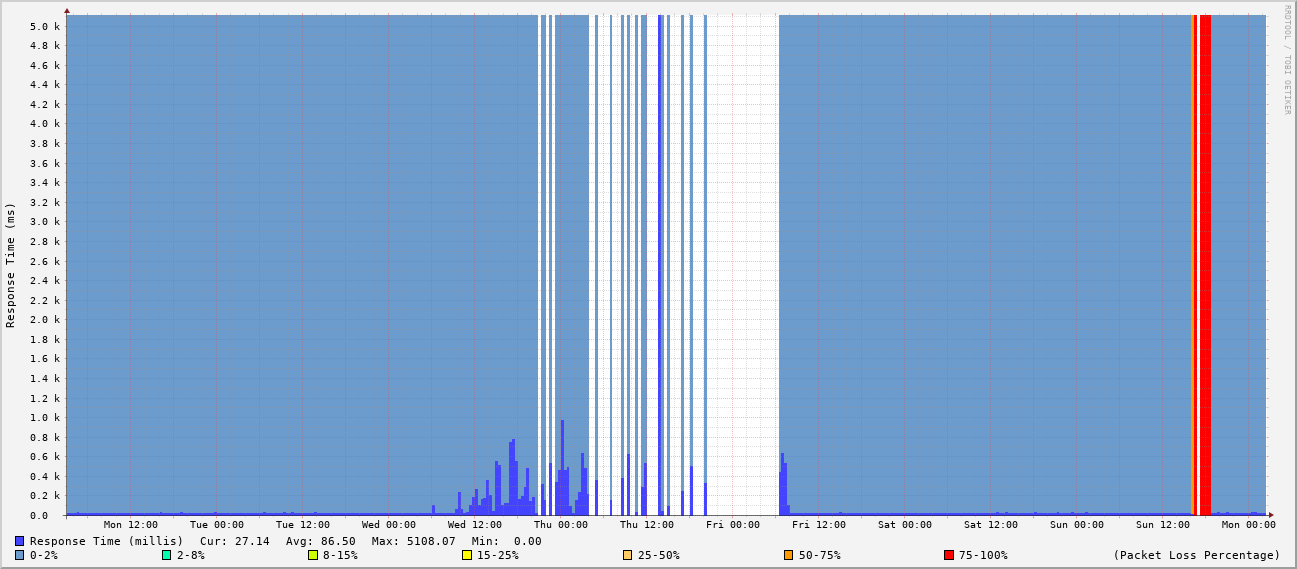 RRDTOOL / TOBI OETIKER
Response Time (ms)
5.0 k
4.8 k
4.6 k
4.4 k
4.2 k
4.0 k
3.8 k
3.6 k
3.4 k
3.2 k
3.0 k
2.8 k
2.6 k
2.4 k
2.2 k
2.0 k
1.8 k
1.6 k
1.4 k
1.2 k
1.0 k
0.8 k
0.6 k
0.4 k
0.2 k
0.0
Mon 12:00 Tue 00:00 Tue 12:00 Wed 00:00 Wed 12:00 Thu 00:00 Thu 12:00 Fri 00:00 Fri 12:00 Sat 00:00 Sat 12:00 Sun 00:00 Sun 12:00 Mon 00:00
Response Time (millis) Cur: 27.14 Avg: 86.50 Max: 5108.07 Min: 0.00
0-2% 2-8% 8-15% 15-25% 25-50% 50-75% 75-100% (Packet Loss Percentage)